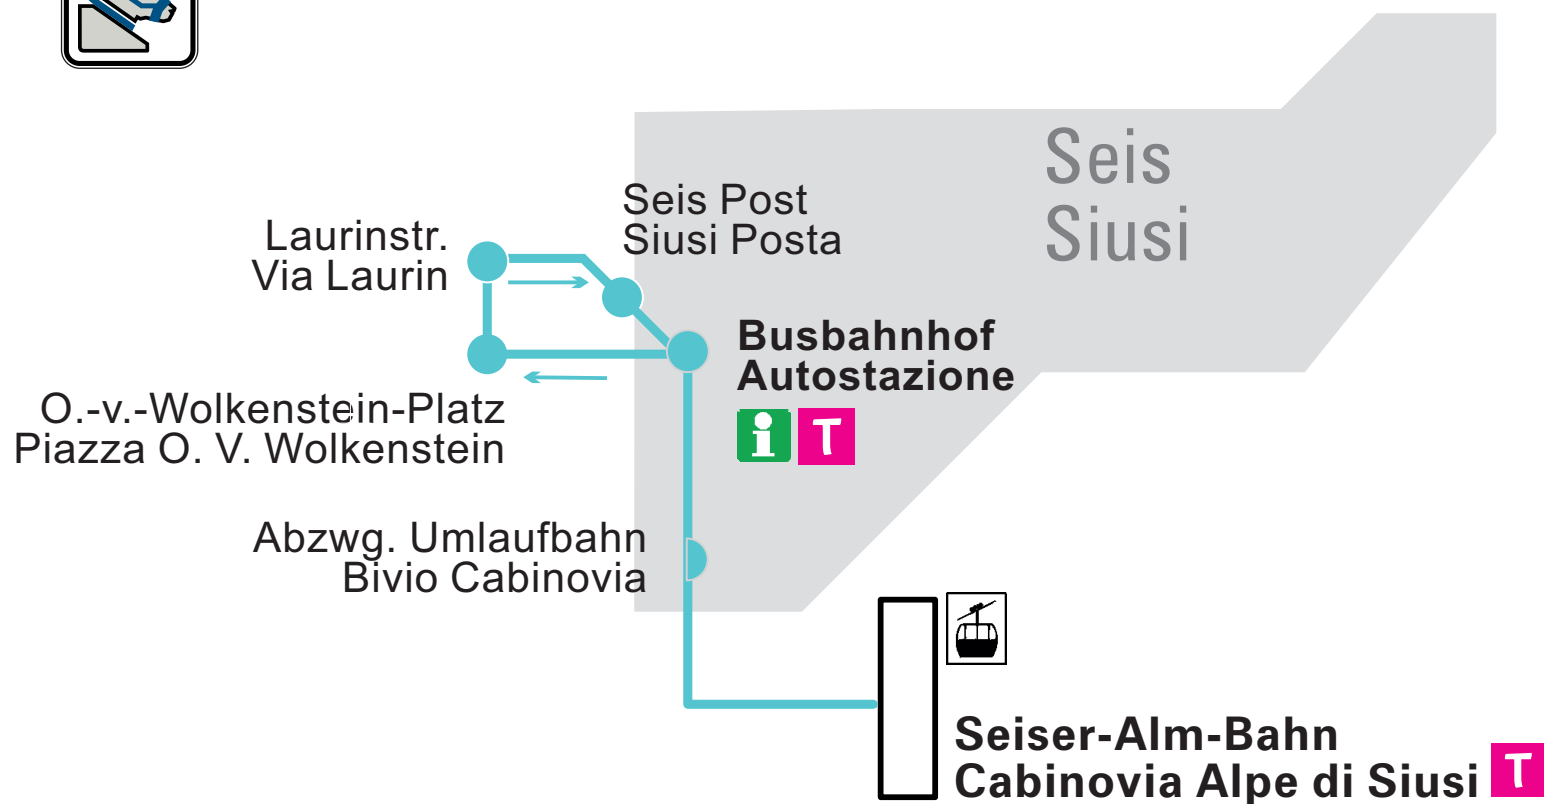 Seis
Siusi
Seis Post
Siusi Posta
Laurinstr.
Via Laurin
Busbahnhof
Autostazione
i T
O.-v.-Wolkenstein-Platz
Piazza O. V. Wolkenstein
Abzwg. Umlaufbahn
Bivio Cabinovia
Seiser-Alm-Bahn
Cabinovia Alpe di Siusi T